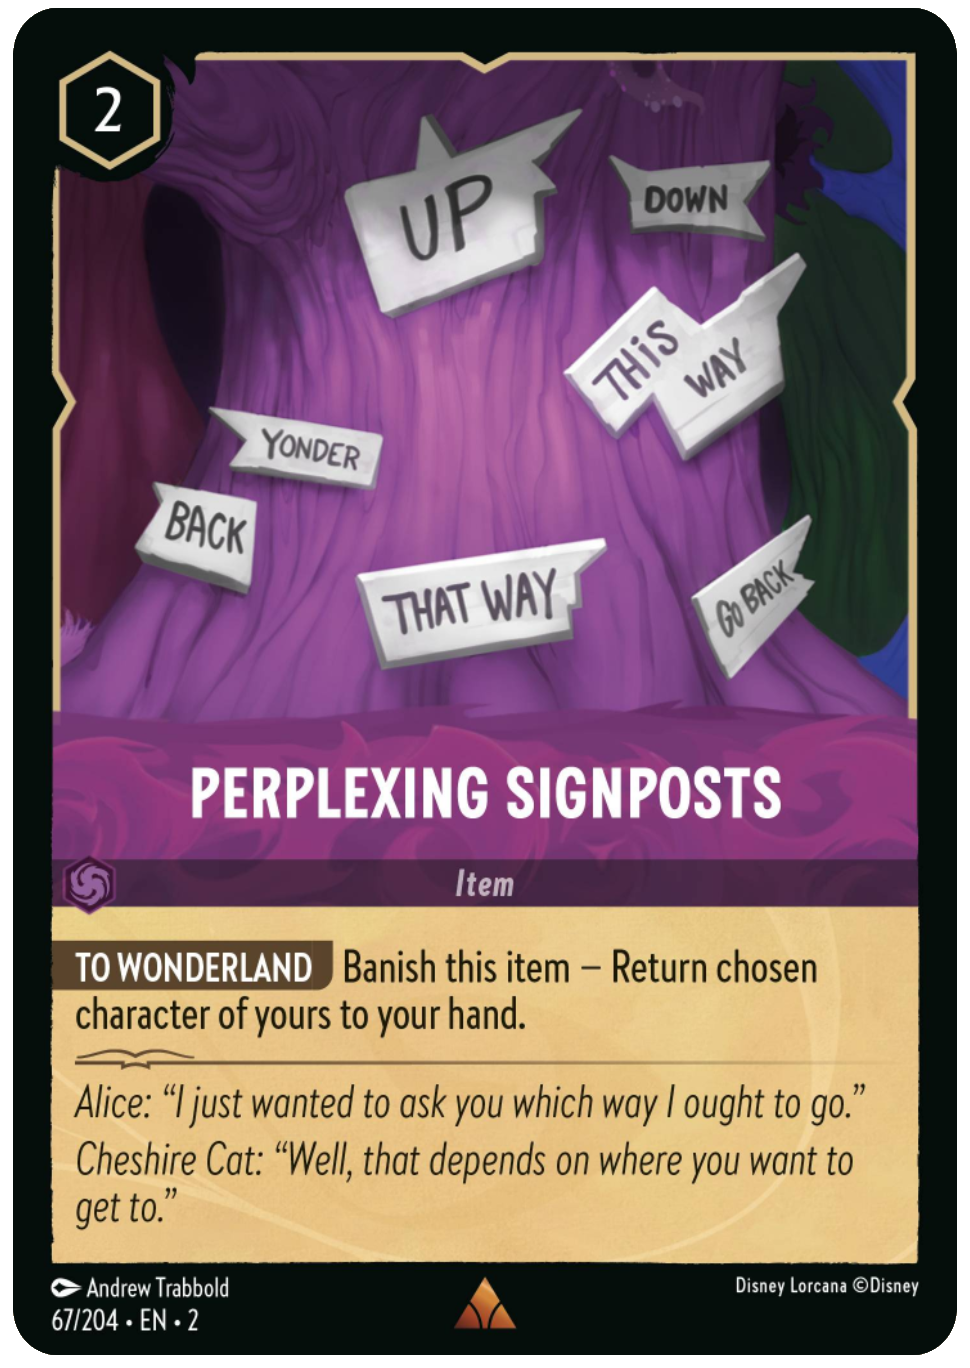 2
UP
DOWN
THiS
WAY
YONDER
BACK
THAT WAY
GO BACK
PERPLEXING SIGNPOSTS
Item
TO WONDERLAND Banish this item – Return chosen
character of yours to your hand.
Alice: “I just wanted to ask you which way I ought to go.”
Cheshire Cat: “Well, that depends on where you want to
get to.”
Andrew Trabbold
67/204 • EN • 2
Disney Lorcana ©Disney